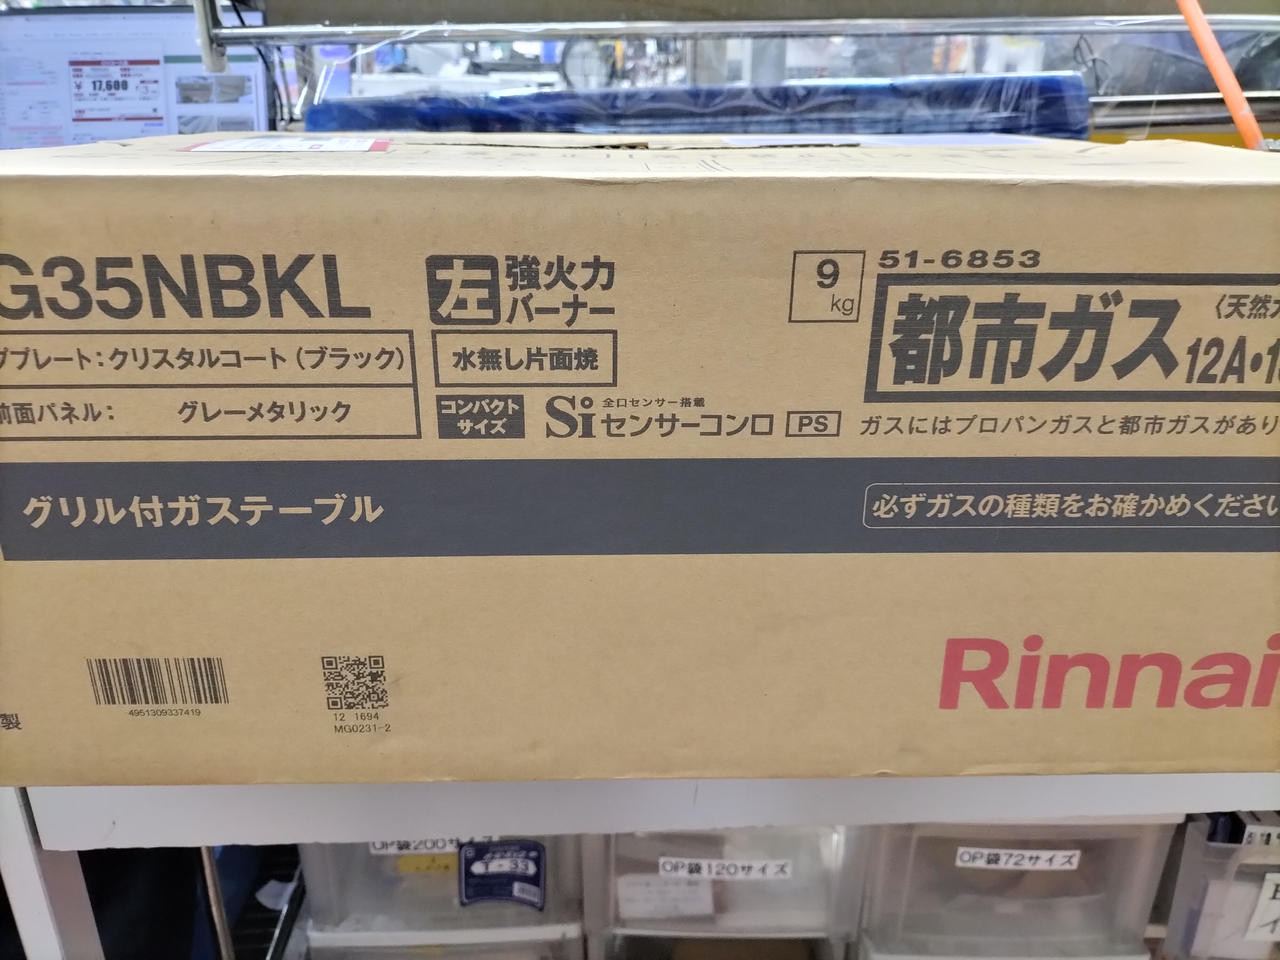 ¥ 17,600
G35NBKL
左 強火力
バーナー
9
kg
51-6853
都市ガス
12A・1
ププレート：クリスタルコート（ブラック）
水無し片面焼
前面パネル： グレーメタリック
コンパクト
サイズ
全口センサー搭載
Siセンサーコンロ
PS
ガスにはプロパンガスと都市ガスがあり
グリル付ガステーブル
必ずガスの種類をお確かめください
Rinnai
製
4951309337419
12 1694
MG0231-2
OP袋200サイズ
T-33
OP袋120サイズ
OP袋72サイズ